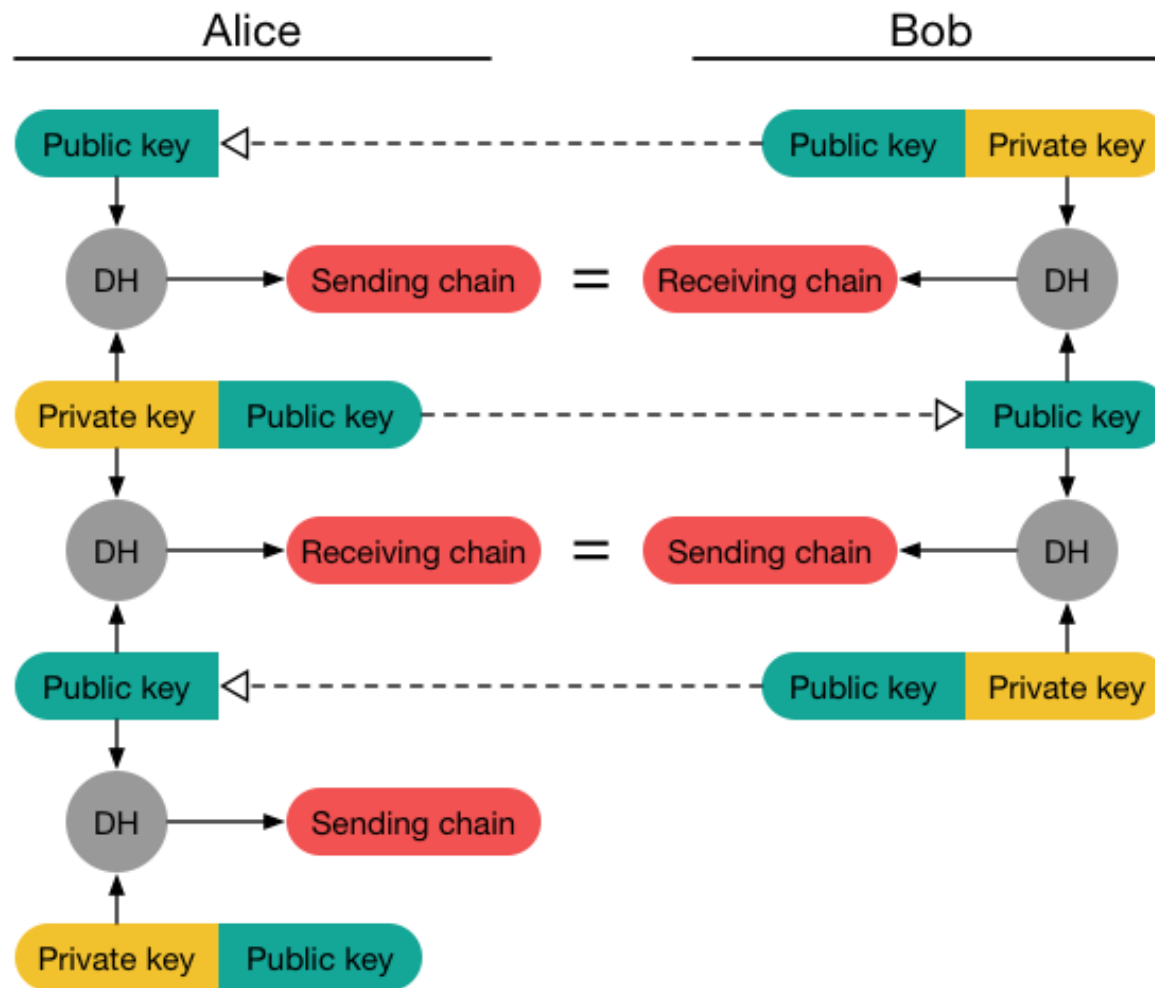 Alice Bob
Public key Public key Private key
DH Sending chain = Receiving chain DH
Private key Public key Public key
DH Receiving chain = Sending chain DH
Public key Public key Private key
DH Sending chain
Private key Public key